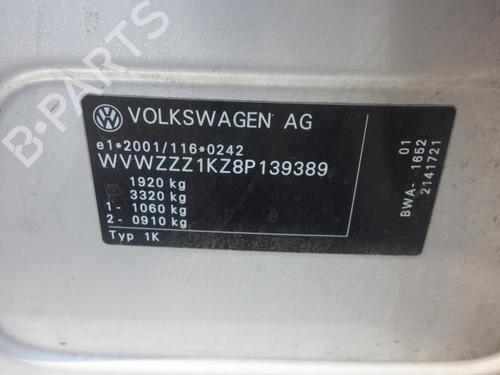 B-PARTS
VOLKSWAGEN AG
e1*2001/116*0242
WVWZZZ1KZ8P139389
1920 kg
3320 kg
1 - 1060 kg
2 - 0910 kg
Typ 1K
01
BWA- 1652
2141721